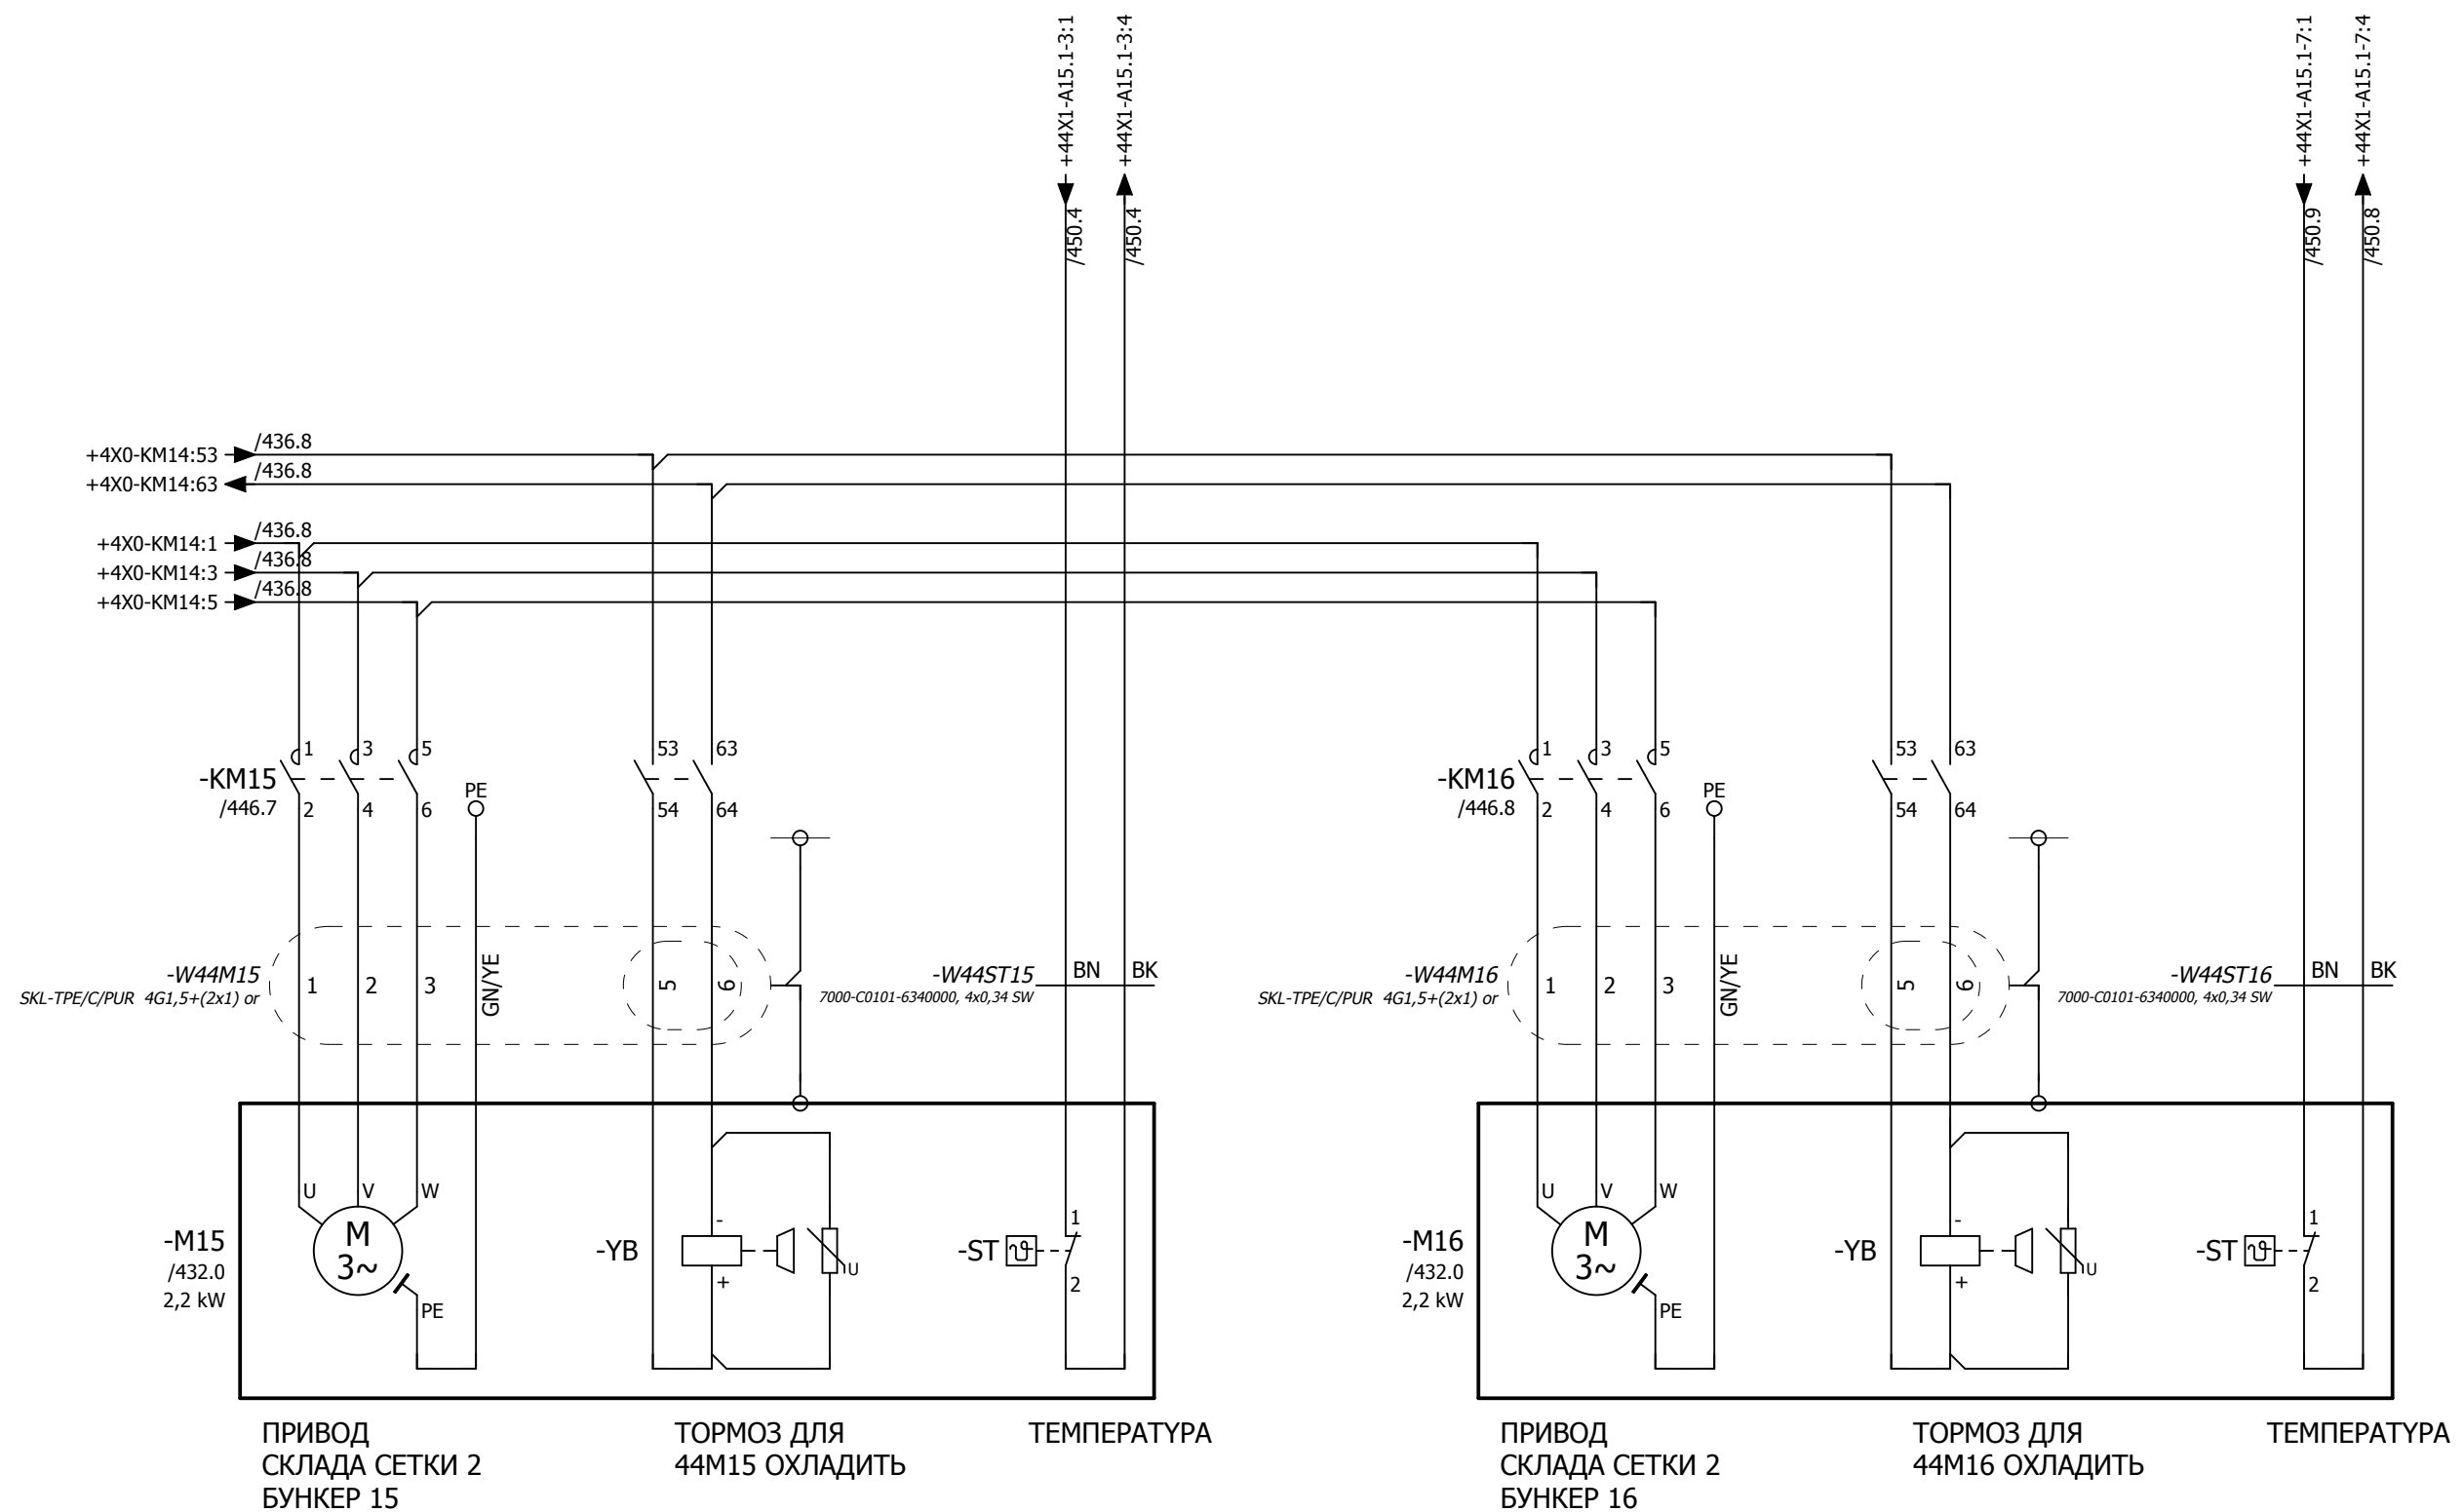 +44X1-A15.1-3:1
+44X1-A15.1-3:4
+44X1-A15.1-7:1
+44X1-A15.1-7:4
/450.4
/450.4
/450.9
/450.8
+4X0-KM14:53
/436.8
+4X0-KM14:63
/436.8
+4X0-KM14:1
/436.8
+4X0-KM14:3
/436.8
+4X0-KM14:5
/436.8
-KM15
/446.7
1 3 5
2 4 6
PE
53 63
54 64
-KM16
/446.8
1 3 5
2 4 6
PE
53 63
54 64
-W44M15
SKL-TPE/C/PUR 4G1,5+(2x1) or
1 2 3
GN/YE
5 6
-W44ST15
7000-C0101-6340000, 4x0,34 SW
BN BK
-W44M16
SKL-TPE/C/PUR 4G1,5+(2x1) or
1 2 3
GN/YE
5 6
-W44ST16
7000-C0101-6340000, 4x0,34 SW
BN BK
-M15
/432.0
2,2 kW
U V W
M
3~
PE
-YB
-
+
U
-ST
1
2
-M16
/432.0
2,2 kW
U V W
M
3~
PE
-YB
-
+
U
-ST
1
2
ПРИВОД
СКЛАДА СЕТКИ 2
БУНКЕР 15
ТОРМОЗ ДЛЯ
44M15 ОХЛАДИТЬ
ТЕМПЕРАТУРА
ПРИВОД
СКЛАДА СЕТКИ 2
БУНКЕР 16
ТОРМОЗ ДЛЯ
44M16 ОХЛАДИТЬ
ТЕМПЕРАТУРА